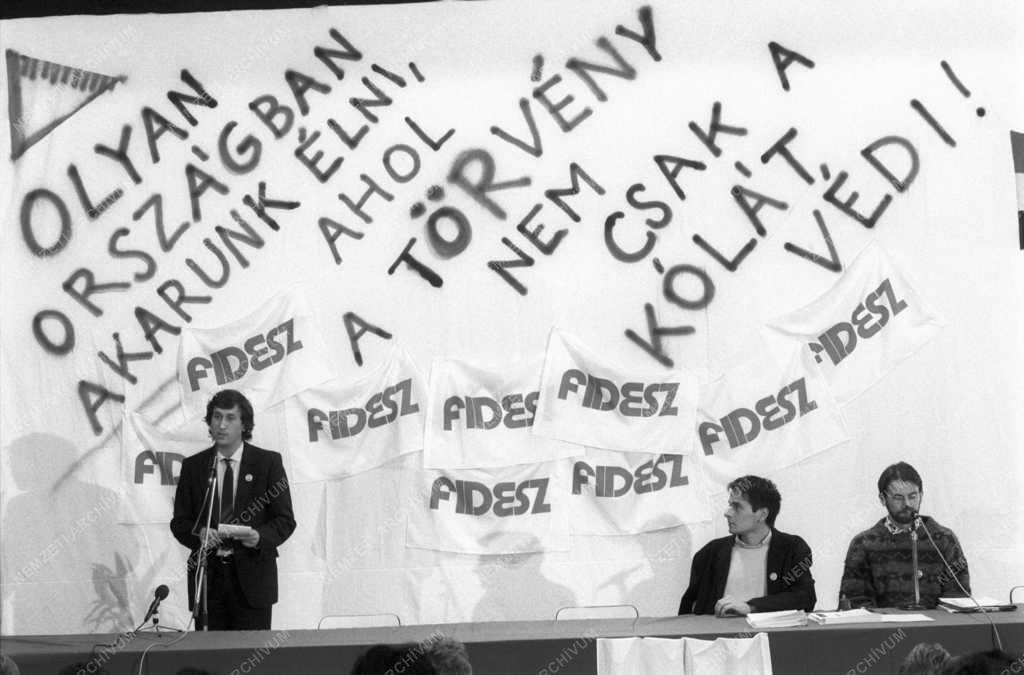 OLYAN
ORSZÁGBAN
AKARUNK ÉLNI,
AHOL
A TÖRVÉNY
NEM CSAK A
KÓLÁT VÉDI!
FIDESZ
FIDESZ
FIDESZ
FIDESZ
FIDESZ
FIDESZ
FIDESZ
FIDESZ
FIDESZ